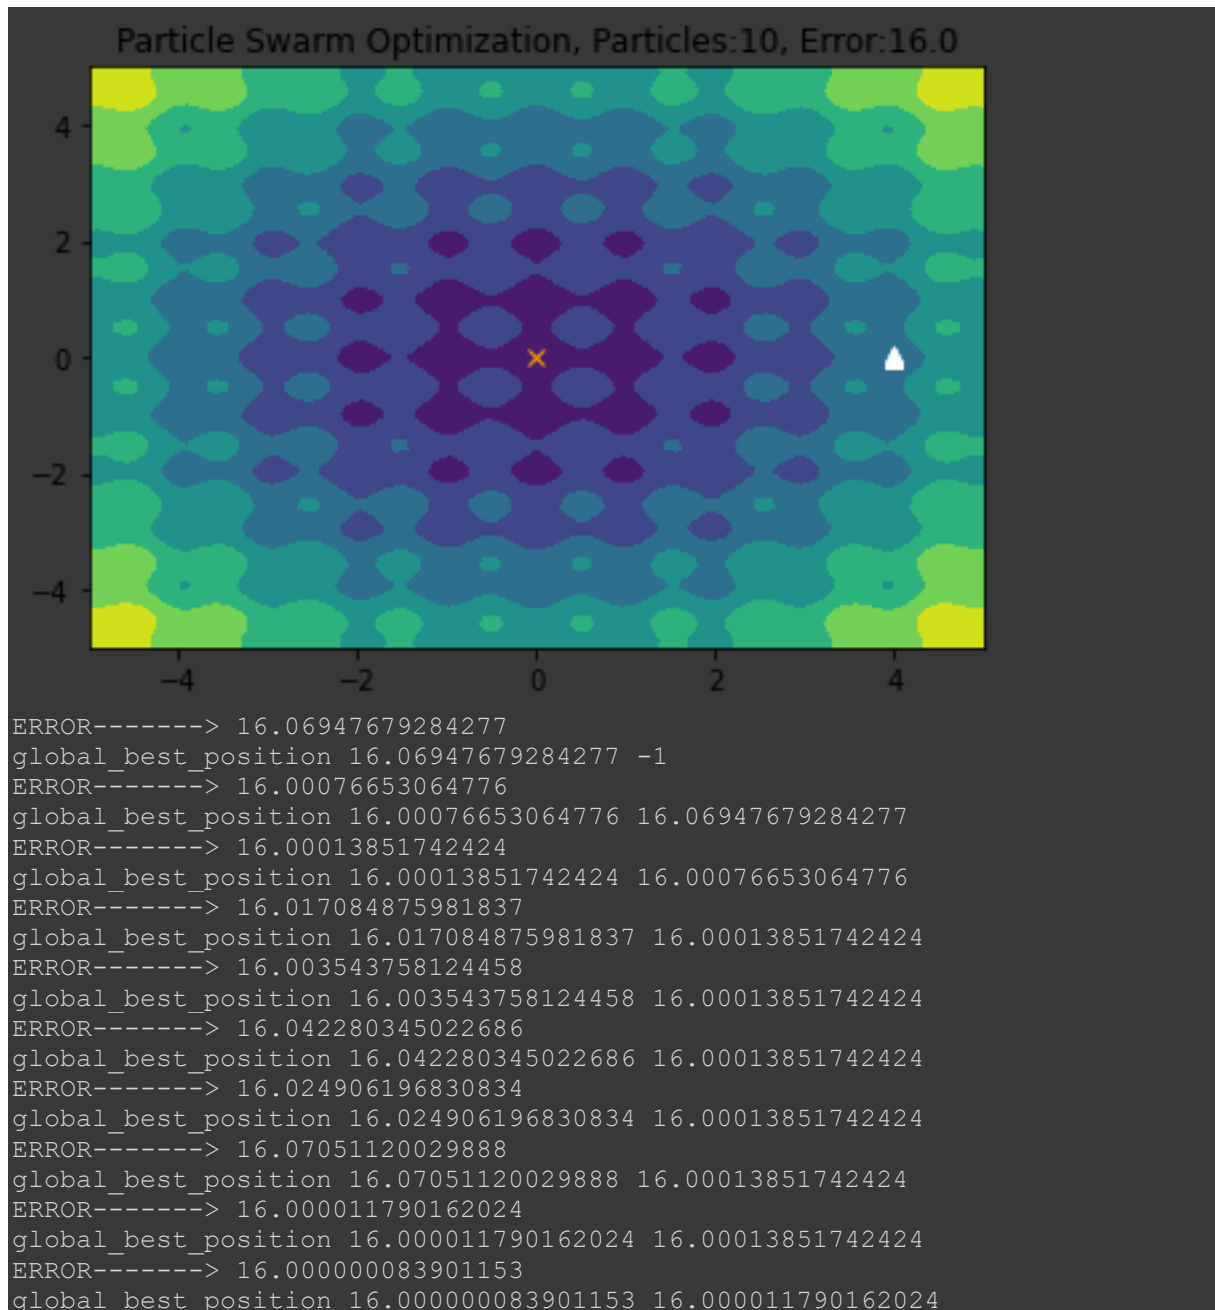 Particle Swarm Optimization, Particles:10, Error:16.0
4
2
0
−2
−4
−4 −2 0 2 4
ERROR-------> 16.06947679284277
global_best_position 16.06947679284277 -1
ERROR-------> 16.00076653064776
global_best_position 16.00076653064776 16.06947679284277
ERROR-------> 16.00013851742424
global_best_position 16.00013851742424 16.00076653064776
ERROR-------> 16.017084875981837
global_best_position 16.017084875981837 16.00013851742424
ERROR-------> 16.003543758124458
global_best_position 16.003543758124458 16.00013851742424
ERROR-------> 16.042280345022686
global_best_position 16.042280345022686 16.00013851742424
ERROR-------> 16.024906196830834
global_best_position 16.024906196830834 16.00013851742424
ERROR-------> 16.07051120029888
global_best_position 16.07051120029888 16.00013851742424
ERROR-------> 16.000011790162024
global_best_position 16.000011790162024 16.00013851742424
ERROR-------> 16.000000083901153
global_best_position 16.000000083901153 16.000011790162024